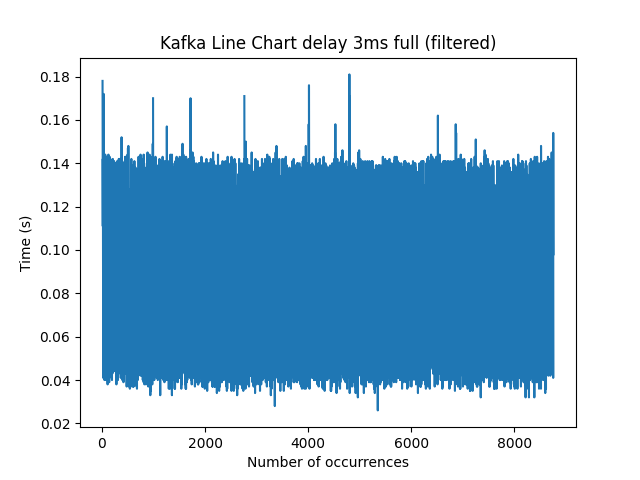 Kafka Line Chart delay 3ms full (filtered)
Time (s)
0.18
0.16
0.14
0.12
0.10
0.08
0.06
0.04
0.02
0 2000 4000 6000 8000
Number of occurrences